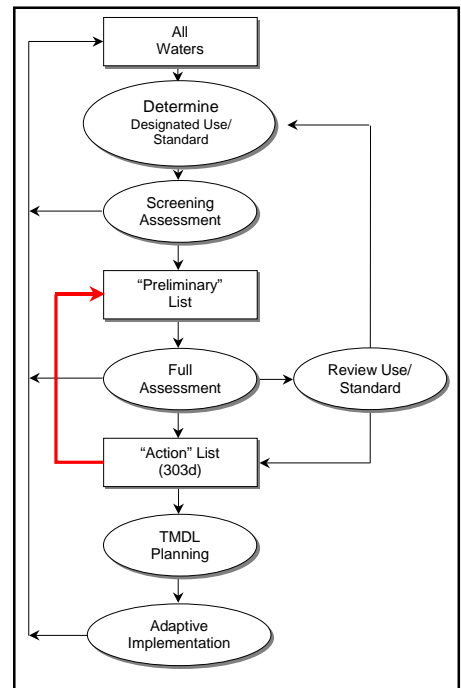 All
Waters
Determine
Designated Use/
Standard
Screening
Assessment
“Preliminary”
List
Full
Assessment
Review Use/
Standard
“Action” List
(303d)
TMDL
Planning
Adaptive
Implementation